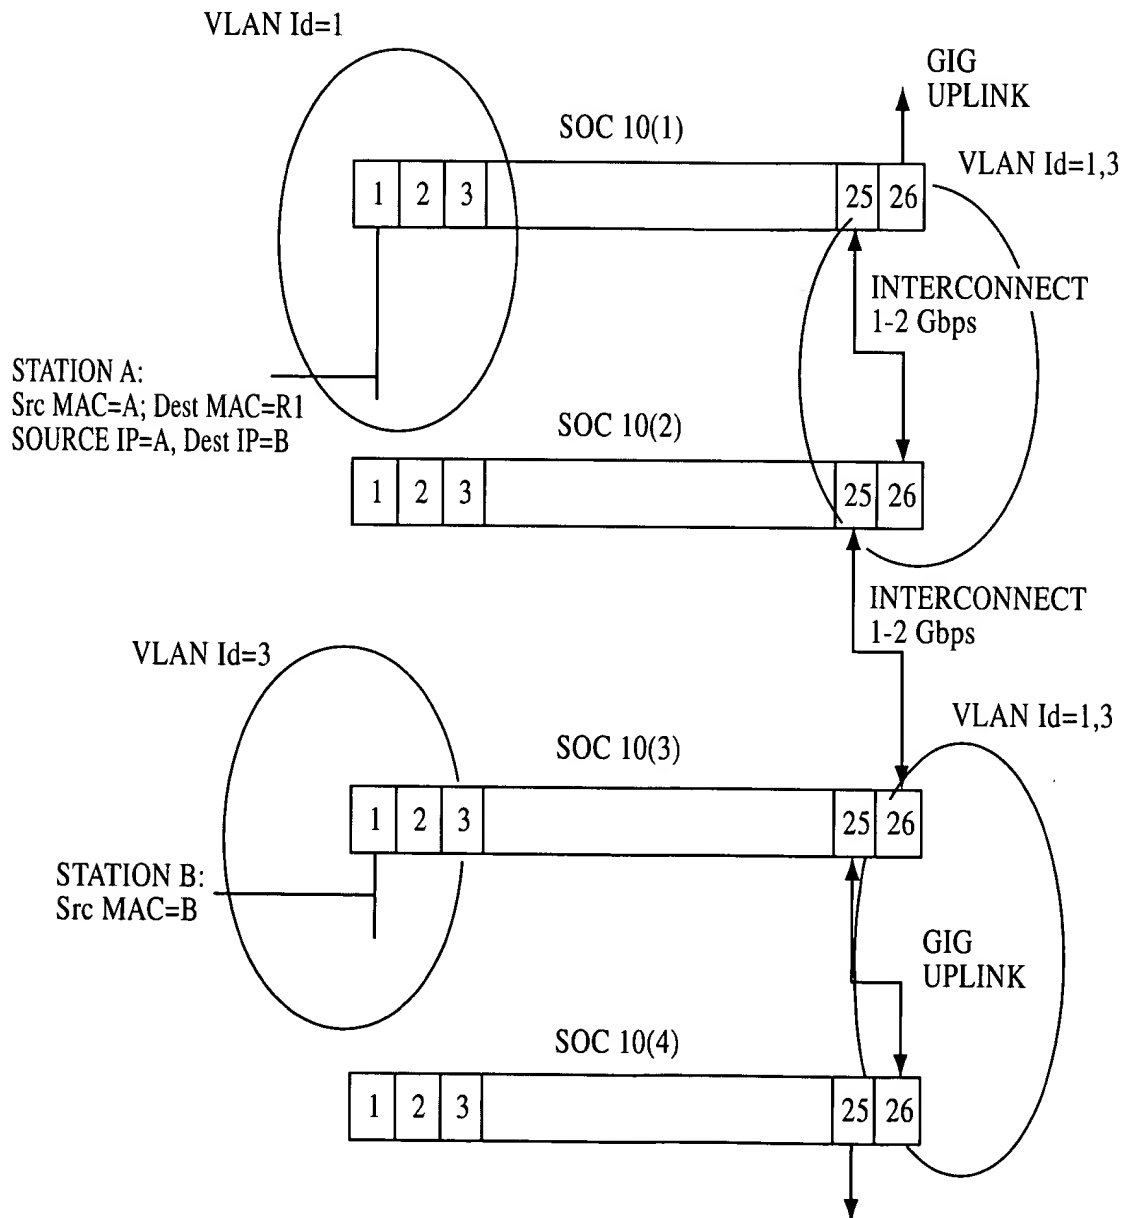 VLAN Id=1
GIG
UPLINK
SOC 10(1)
VLAN Id=1,3
1 2 3 25 26
INTERCONNECT
1-2 Gbps
STATION A:
Src MAC=A; Dest MAC=R1
SOURCE IP=A, Dest IP=B
SOC 10(2)
1 2 3 25 26
INTERCONNECT
1-2 Gbps
VLAN Id=3
VLAN Id=1,3
SOC 10(3)
1 2 3 25 26
STATION B:
Src MAC=B
GIG
UPLINK
SOC 10(4)
1 2 3 25 26